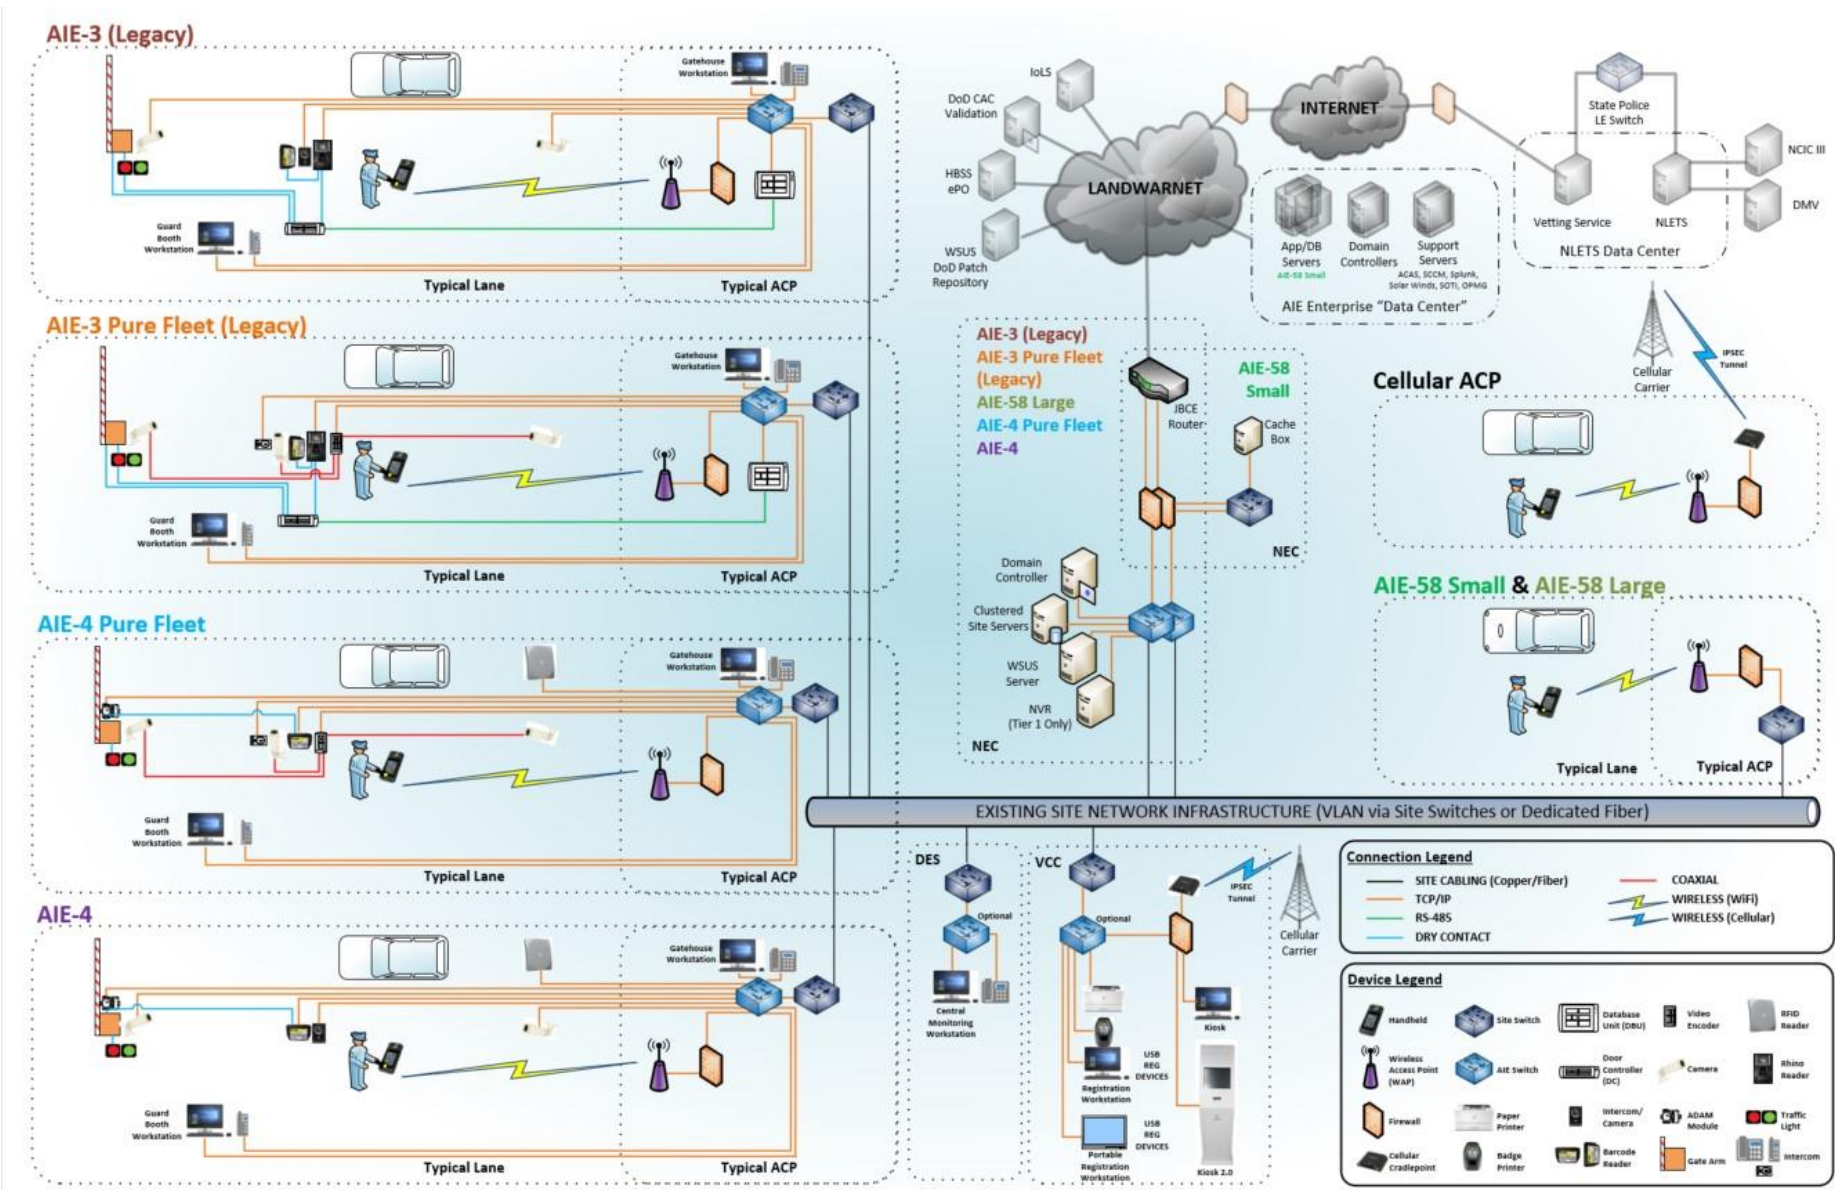 AIE-3 (Legacy)
Gatehouse
Workstation
Guard
Booth
Workstation
Typical Lane
Typical ACP
AIE-3 Pure Fleet (Legacy)
Gatehouse
Workstation
Guard
Booth
Workstation
Typical Lane
Typical ACP
AIE-4 Pure Fleet
Gatehouse
Workstation
Guard
Booth
Workstation
Typical Lane
Typical ACP
AIE-4
Gatehouse
Workstation
Guard
Booth
Workstation
Typical Lane
Typical ACP
IoLS
DoD CAC
Validation
HBSS
ePO
WSUS
DoD Patch
Repository
LANDWARNET
INTERNET
App/DB
Servers
AIE-58 Small
Domain
Controllers
Support
Servers
ACAS, SCCM, Splunk,
Solar Winds, SOTI, OPMG
AIE Enterprise "Data Center"
State Police
LE Switch
NCIC III
DMV
Vetting Service
NLETS
NLETS Data Center
AIE-3 (Legacy)
AIE-3 Pure Fleet
(Legacy)
AIE-58 Large
AIE-4 Pure Fleet
AIE-4
JBCE
Router
AIE-58
Small
Cache
Box
NEC
Domain
Controller
Clustered
Site Servers
WSUS
Server
NVR
(Tier 1 Only)
NEC
Cellular
Carrier
IPSEC
Tunnel
Cellular ACP
AIE-58 Small & AIE-58 Large
Typical Lane
Typical ACP
EXISTING SITE NETWORK INFRASTRUCTURE (VLAN via Site Switches or Dedicated Fiber)
DES
Optional
Central
Monitoring
Workstation
VCC
Optional
IPSEC
Tunnel
Cellular
Carrier
Kiosk
USB
REG
DEVICES
Registration
Workstation
USB
REG
DEVICES
Portable
Registration
Workstation
Kiosk 2.0
Connection Legend
SITE CABLING (Copper/Fiber)
TCP/IP
RS-485
DRY CONTACT
COAXIAL
WIRELESS (WiFi)
WIRELESS (Cellular)
Device Legend
Handheld
Site Switch
Database
Unit (DBU)
Video
Encoder
RFID
Reader
Wireless
Access Point
(WAP)
AIE Switch
Door
Controller
(DC)
Camera
Rhino
Reader
Firewall
Paper
Printer
Intercom/
Camera
ADAM
Module
Traffic
Light
Cellular
Cradlepoint
Badge
Printer
Barcode
Reader
Gate Arm
Intercom